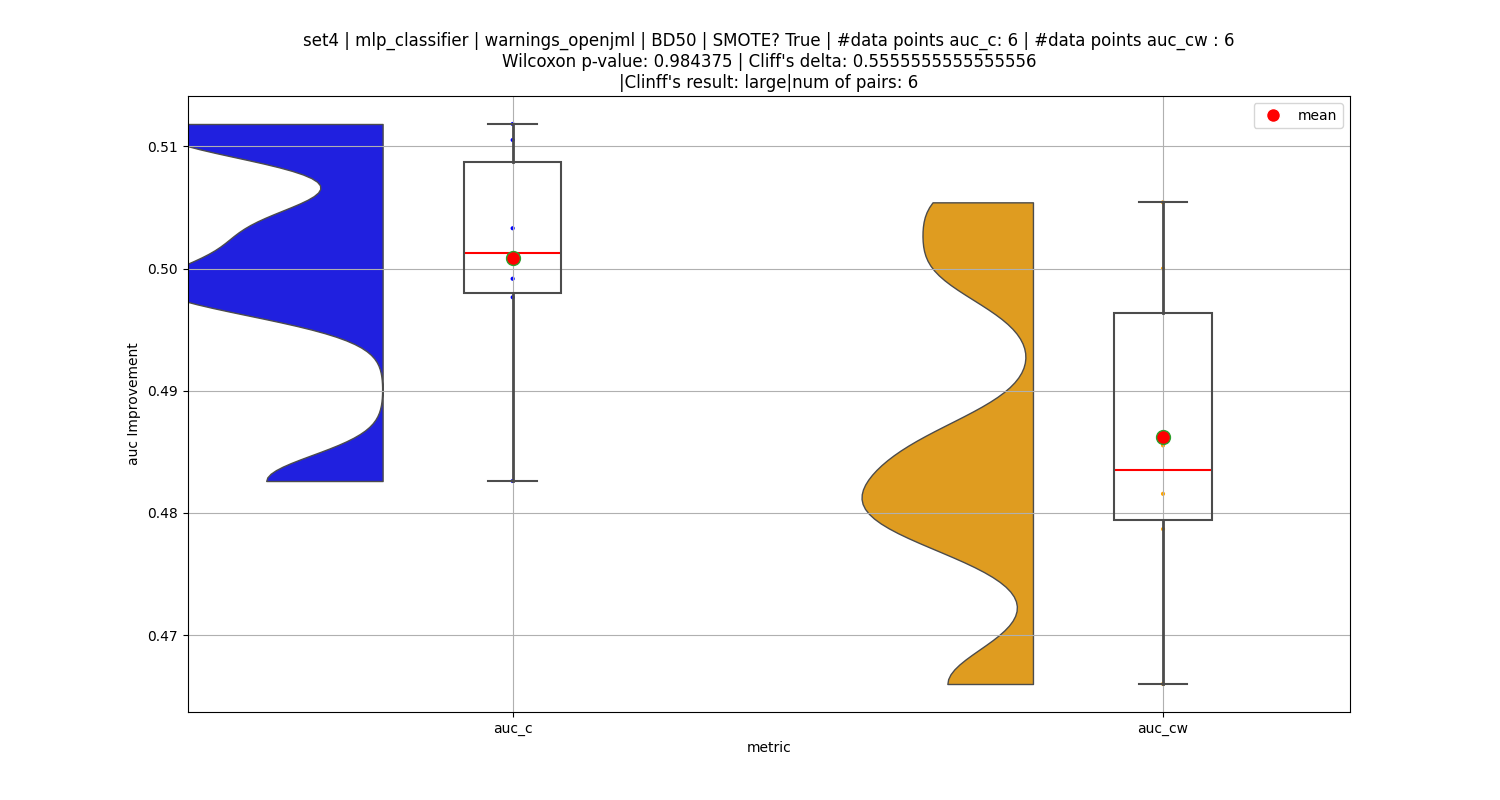 set4 | mlp_classifier | warnings_openjml | BD50 | SMOTE? True | #data points auc_c: 6 | #data points auc_cw : 6
Wilcoxon p-value: 0.984375 | Cliff's delta: 0.5555555555555556
|Clinff's result: large|num of pairs: 6
mean
0.51
0.50
0.49
0.48
0.47
auc Improvement
auc_c
auc_cw
metric